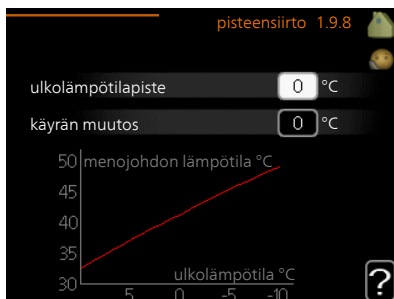 pisteensiirto 1.9.8
ulkolämpötilapiste 0 °C
käyrän muutos 0 °C
50 menojohdon lämpötila °C
45
40
35
30 ulkolämpötila °C
5 0 -5 -10
?